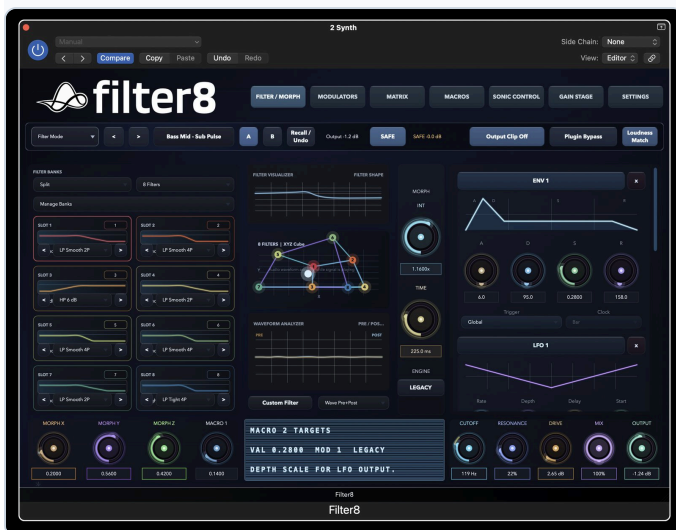 2 Synth
Manual
Side Chain: None
Compare Copy Paste Undo Redo
View: Editor
filter8
FILTER / MORPH MODULATORS MATRIX MACROS SONIC CONTROL GAIN STAGE SETTINGS
Filter Mode < > Bass Mid - Sub Pulse A B Recall / Undo Output -1.2 dB SAFE SAFE -0.0 dB Output Clip Off Plugin Bypass Loudness Match
FILTER BANKS
Split 8 Filters
Manage Banks
SLOT 1 1 SLOT 2 2
< LP Smooth 2P > < LP Smooth 4P >
SLOT 3 3 SLOT 4 4
< HP 6 dB > < LP Smooth 2P >
SLOT 5 5 SLOT 6 6
< LP Smooth 4P > < LP Smooth 4P >
SLOT 7 7 SLOT 8 8
< LP Smooth 2P > < LP Tight 4P >
FILTER VISUALIZER FILTER SHAPE
8 FILTERS | XYZ Cube
WAVEFORM ANALYZER PRE / POS...
PRE POST
Custom Filter Wave Pre+Post
MORPH
INT
1.1600x
TIME
225.0 ms
ENGINE
LEGACY
ENV 1 x
A D S R
A D S R
6.0 95.0 0.2800 158.0
Trigger Clock
Global Bar
LFO 1 x
Rate Depth Delay Start
MORPH X MORPH Y MORPH Z MACRO 1
0.2000 0.5600 0.4200 0.1400
MACRO 2 TARGETS
VAL 0.2800 MOD 1 LEGACY
DEPTH SCALE FOR LFO OUTPUT.
CUTOFF RESONANCE DRIVE MIX OUTPUT
119 Hz 22% 2.65 dB 100% -1.24 dB
Filter8
Filter8